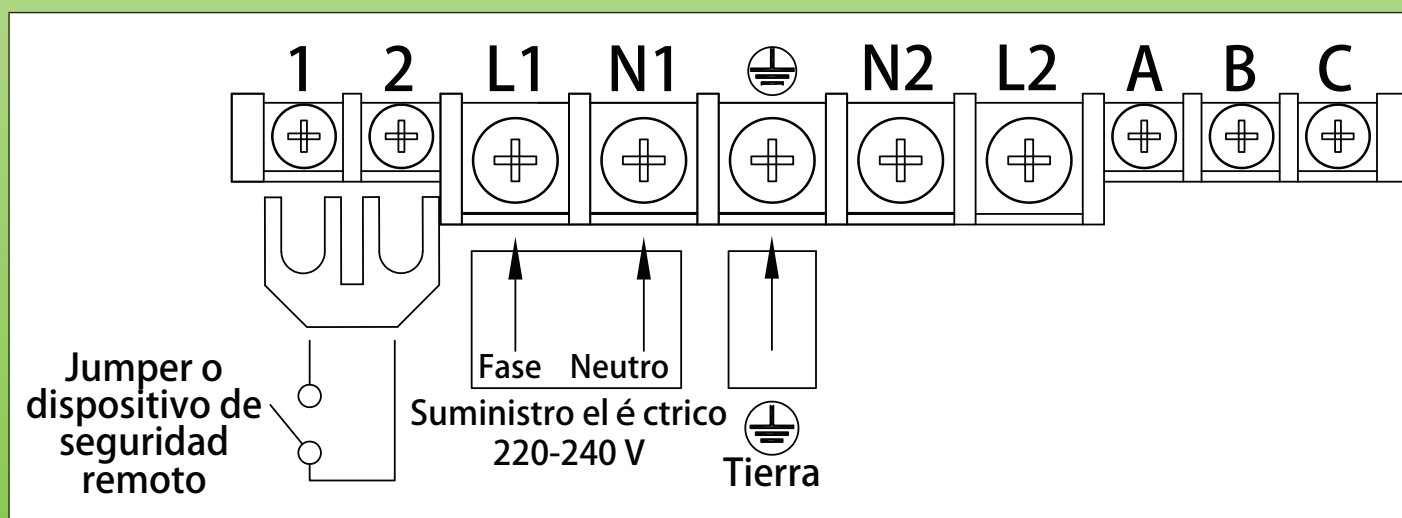 1 2 L1 N1 ⏚ N2 L2 A B C
Fase Neutro
Jumper o
dispositivo de
seguridad
remoto
Suministro el é ctrico
220-240 V
Tierra